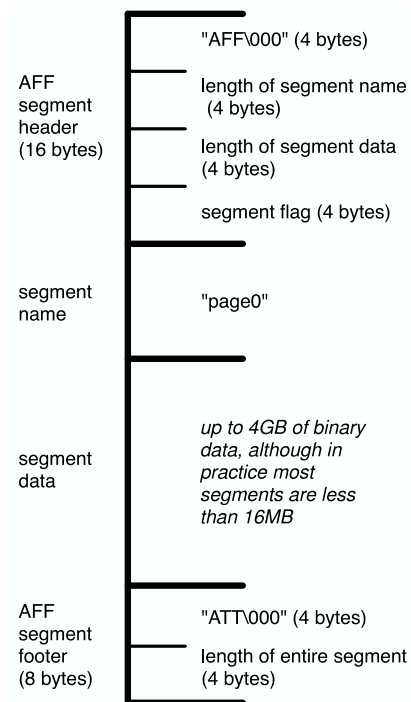 AFF
segment
header
(16 bytes)
"AFF\000" (4 bytes)
length of segment name
(4 bytes)
length of segment data
(4 bytes)
segment flag (4 bytes)
segment
name
"page0"
segment
data
up to 4GB of binary
data, although in
practice most
segments are less
than 16MB
AFF
segment
footer
(8 bytes)
"ATT\000" (4 bytes)
length of entire segment
(4 bytes)